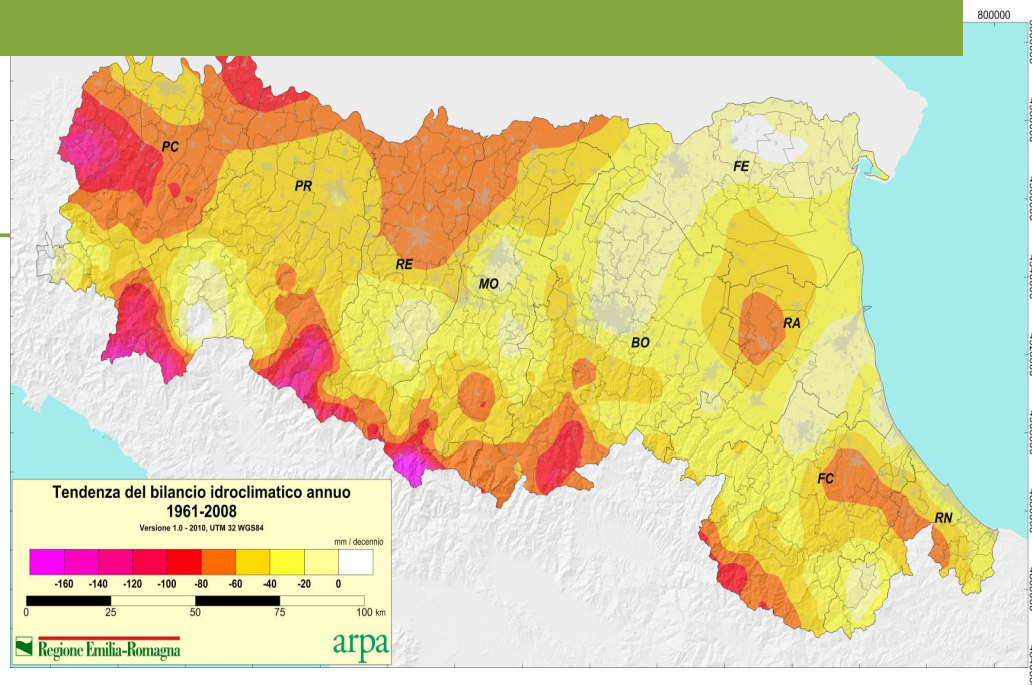 800000
PC
PR
FE
RE
MO
RA
BO
FC
RN
Tendenza del bilancio idroclimatico annuo
1961-2008
Versione 1.0 - 2010, UTM 32 WGS84
mm / decennio
-160 -140 -120 -100 -80 -60 -40 -20 0
0 25 50 75 100 km
Regione Emilia-Romagna
arpa